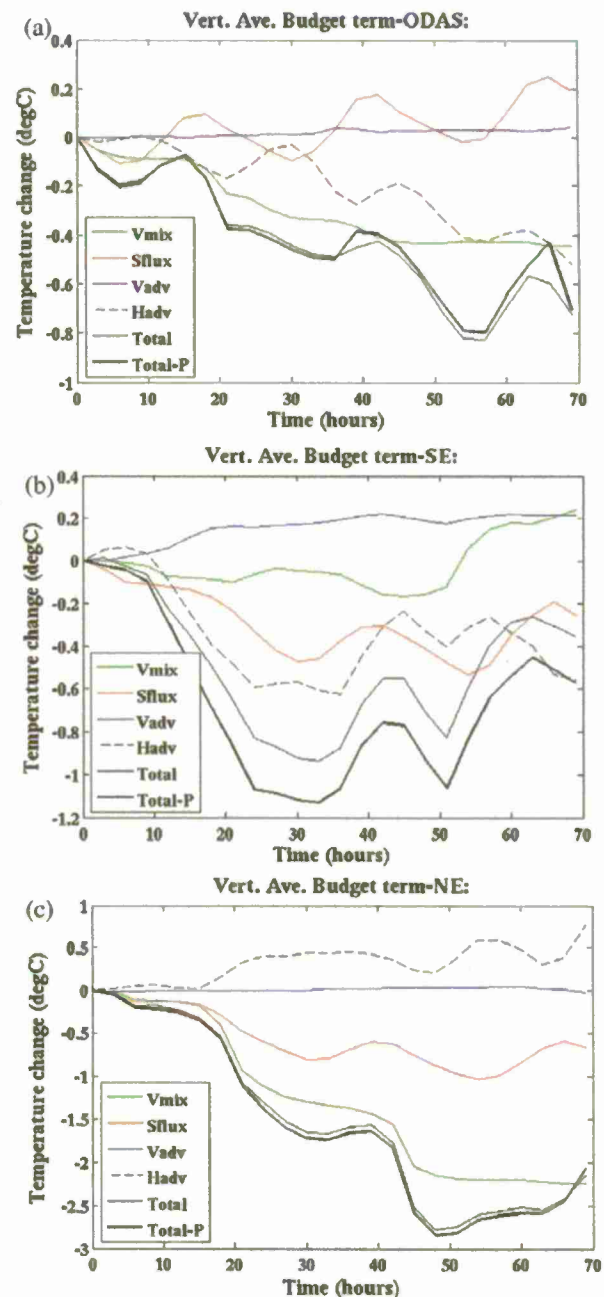 (a)
Vert. Ave. Budget term-ODAS:
Temperature change (degC)
0.4
0.2
0
-0.2
-0.4
-0.6
-0.8
-1
Vmix
Sflux
Vadv
Hadv
Total
Total-P
0 10 20 30 40 50 60 70
Time (hours)
(b)
Vert. Ave. Budget term-SE:
Temperature change (degC)
0.4
0.2
0
-0.2
-0.4
-0.6
-0.8
-1
-1.2
Vmix
Sflux
Vadv
Hadv
Total
Total-P
0 10 20 30 40 50 60 70
Time (hours)
(c)
Vert. Ave. Budget term-NE:
Temperature change (degC)
1
0.5
0
-0.5
-1
-1.5
-2
-2.5
-3
Vmix
Sflux
Vadv
Hadv
Total
Total-P
0 10 20 30 40 50 60 70
Time (hours)